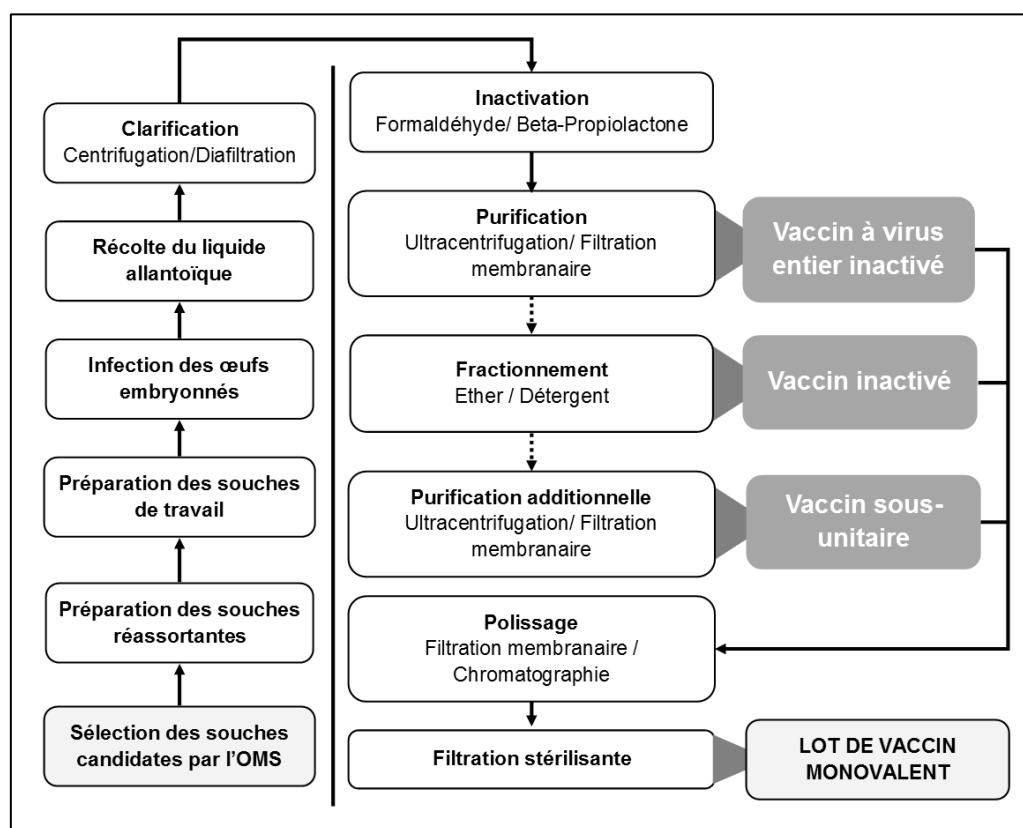 Clarification
Centrifugation/Diafiltration
Récolte du liquide
allantoïque
Infection des œufs
embryonnés
Préparation des souches
de travail
Préparation des souches
réassortantes
Sélection des souches
candidates par l'OMS
Inactivation
Formaldéhyde/ Beta-Propiolactone
Purification
Ultracentrifugation/ Filtration
membranaire
Vaccin à virus
entier inactivé
Fractionnement
Ether / Détergent
Vaccin inactivé
Purification additionnelle
Ultracentrifugation/ Filtration
membranaire
Vaccin sous-
unitaire
Polissage
Filtration membranaire /
Chromatographie
Filtration stérilisante
LOT DE VACCIN
MONOVALENT